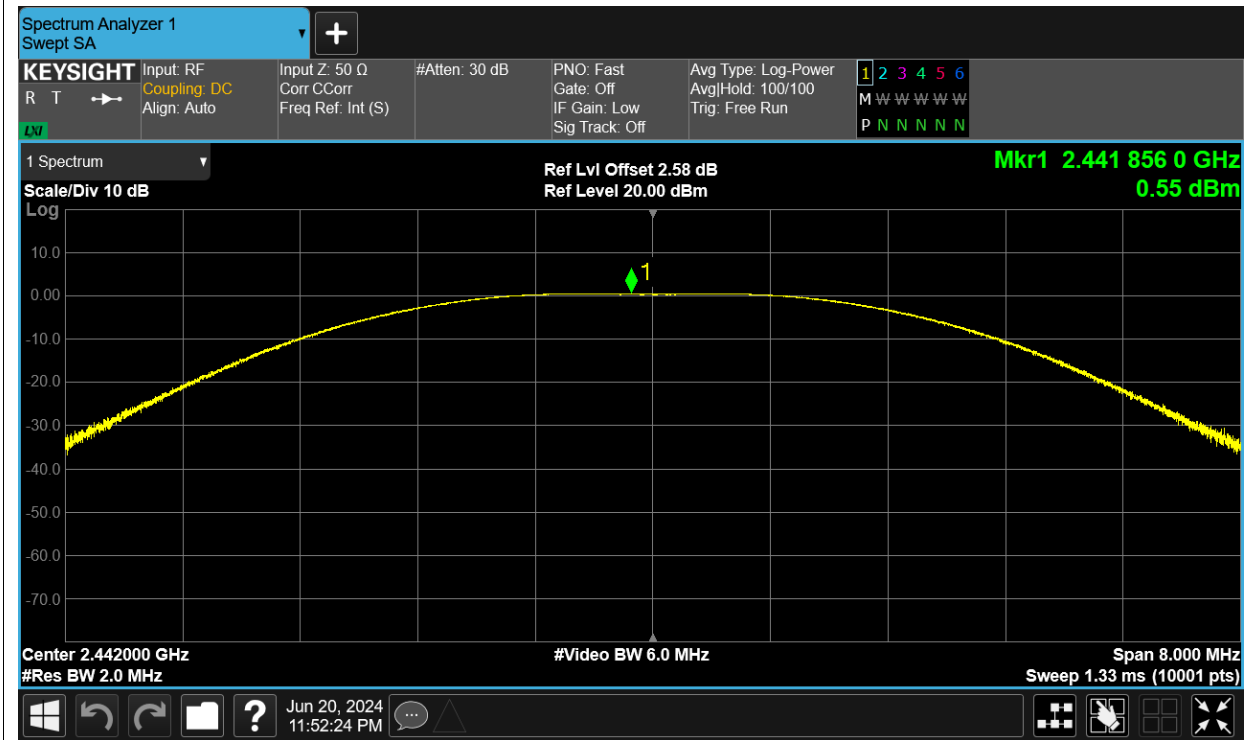 Spectrum Analyzer 1
Swept SA
+
KEYSIGHT
R T
LXI
Input: RF
Coupling: DC
Align: Auto
Input Z: 50 Ω
Corr CCorr
Freq Ref: Int (S)
#Atten: 30 dB
PNO: Fast
Gate: Off
IF Gain: Low
Sig Track: Off
Avg Type: Log-Power
Avg|Hold: 100/100
Trig: Free Run
1 2 3 4 5 6
M W W W W W
P N N N N N
1 Spectrum
Scale/Div 10 dB
Ref Lvl Offset 2.58 dB
Ref Level 20.00 dBm
Mkr1 2.441 856 0 GHz
0.55 dBm
Log
10.0
0.00
-10.0
-20.0
-30.0
-40.0
-50.0
-60.0
-70.0
1
Center 2.442000 GHz
#Res BW 2.0 MHz
#Video BW 6.0 MHz
Span 8.000 MHz
Sweep 1.33 ms (10001 pts)
?
Jun 20, 2024
11:52:24 PM